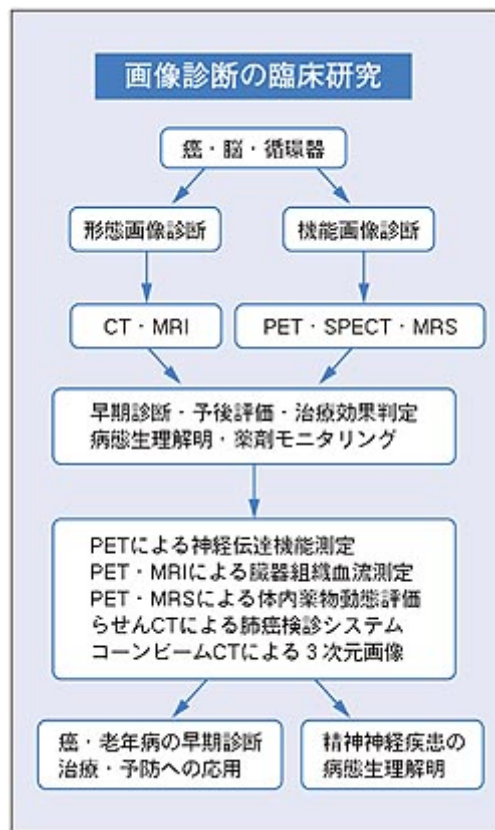 画像診断の臨床研究
癌・脳・循環器
形態画像診断
機能画像診断
CT・MRI
PET・SPECT・MRS
早期診断・予後評価・治療効果判定
病態生理解明・薬剤モニタリング
PETによる神経伝達機能測定
PET・MRIによる臓器組織血流測定
PET・MRSによる体内薬物動態評価
らせんCTによる肺癌検診システム
コーンビームCTによる3次元画像
癌・老年病の早期診断
治療・予防への応用
精神神経疾患の
病態生理解明